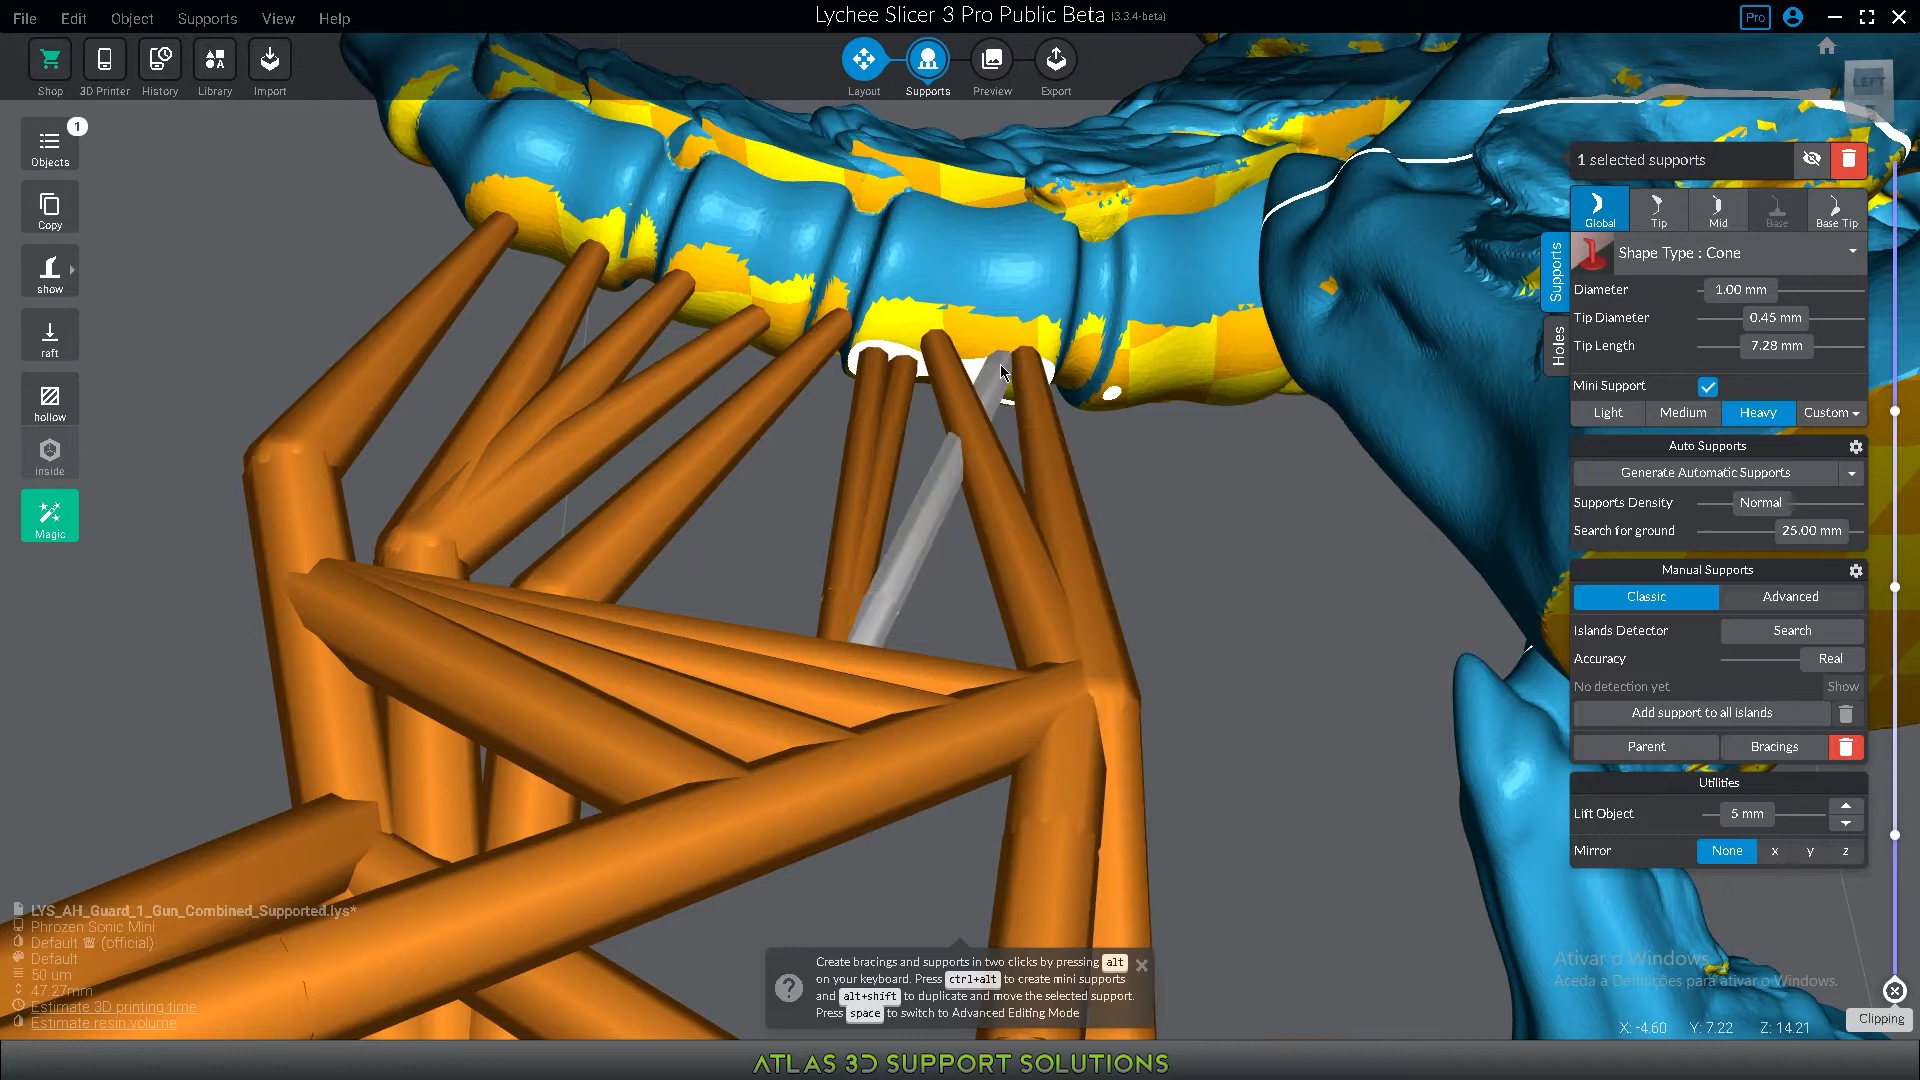 File Edit Object Supports View Help
Lychee Slicer 3 Pro Public Beta (3.3.4-beta)
Pro
Shop 3D Printer History Library Import
Layout Supports Preview Export
LEFT
Objects 1
Copy
show
raft
hollow
inside
Magic
1 selected supports
Global Tip Mid Base Base Tip
Supports
Holes
Shape Type : Cone
Diameter 1.00 mm
Tip Diameter 0.45 mm
Tip Length 7.28 mm
Mini Support
Light Medium Heavy Custom
Auto Supports
Generate Automatic Supports
Supports Density Normal
Search for ground 25.00 mm
Manual Supports
Classic Advanced
Islands Detector Search
Accuracy Real
No detection yet Show
Add support to all islands
Parent Bracings
Utilities
Lift Object 5 mm
Mirror None x y z
LYS_AH_Guard_1_Gun_Combined_Supported.lys*
Phrozen Sonic Mini
Default (official)
Default
50 um
47.27mm
Estimate 3D printing time
Estimate resin volume
Create bracings and supports in two clicks by pressing alt
on your keyboard. Press ctrl+alt to create mini supports
and alt+shift to duplicate and move the selected support.
Press space to switch to Advanced Editing Mode
Ativar o Windows
Aceda a Definições para ativar o Windows.
Clipping
X: -4.60 Y: 7.22 Z: 14.21
ATLAS 3D SUPPORT SOLUTIONS